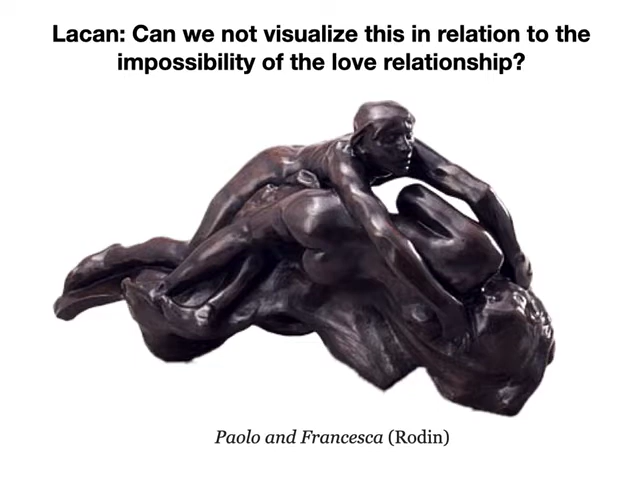 Lacan: Can we not visualize this in relation to the
impossibility of the love relationship?
Paolo and Francesca (Rodin)